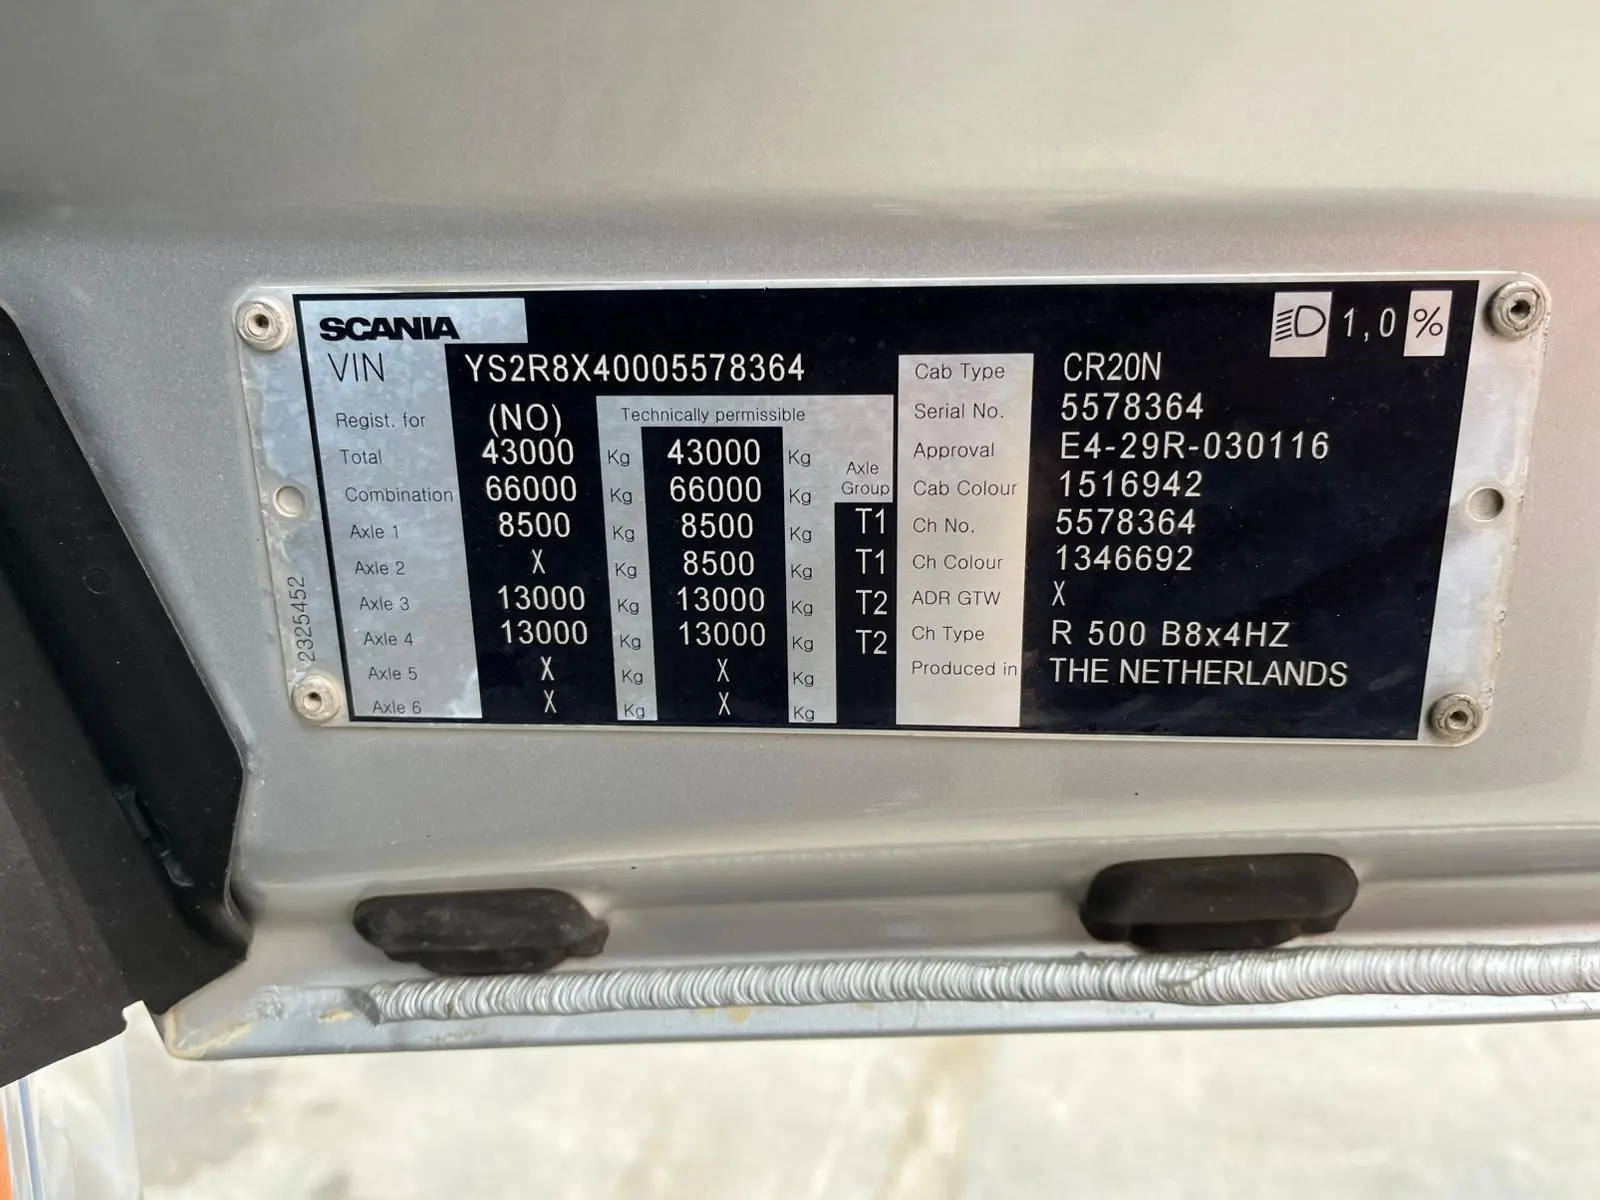 SCANIA
1,0 %
VIN YS2R8X40005578364
Regist. for (NO) Technically permissible
Total 43000 Kg 43000 Kg
Axle Group
Combination 66000 Kg 66000 Kg
Axle 1 8500 Kg 8500 Kg T1
Axle 2 X Kg 8500 Kg T1
Axle 3 13000 Kg 13000 Kg T2
Axle 4 13000 Kg 13000 Kg T2
Axle 5 X Kg X Kg
Axle 6 X Kg X Kg
2325452
Cab Type CR20N
Serial No. 5578364
Approval E4-29R-030116
Cab Colour 1516942
Ch No. 5578364
Ch Colour 1346692
ADR GTW X
Ch Type R 500 B8x4HZ
Produced in THE NETHERLANDS